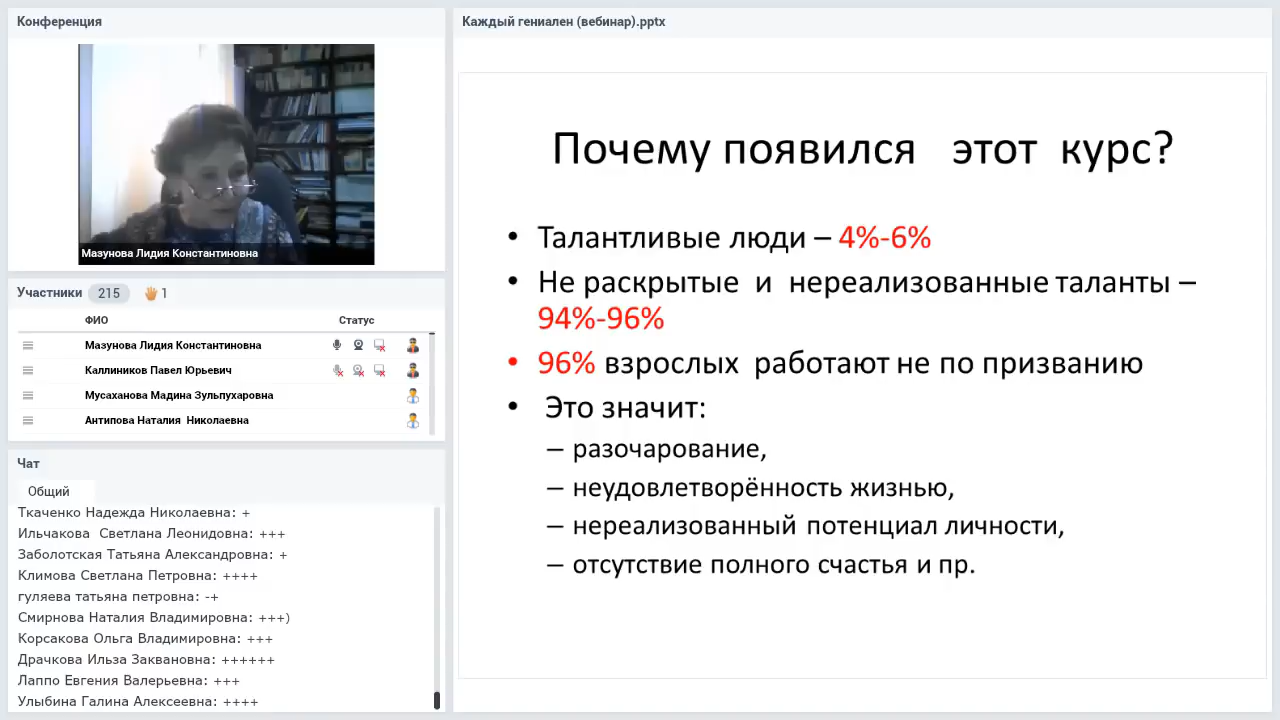 Конференция
Мазунова Лидия Константиновна
Участники 215 1
ФИО Статус
Мазунова Лидия Константиновна
Каллиников Павел Юрьевич
Мусаханова Мадина Зульпухаровна
Антипова Наталия Николаевна
Чат
Общий
Ткаченко Надежда Николаевна: +
Ильчакова Светлана Леонидовна: +++
Заболотская Татьяна Александровна: +
Климова Светлана Петровна: ++++
гуляева татьяна петровна: -+
Смирнова Наталия Владимировна: +++)
Корсакова Ольга Владимировна: +++
Драчкова Ильза Заквановна: ++++++
Лаппо Евгения Валерьевна: +++
Улыбина Галина Алексеевна: ++++
Каждый гениален (вебинар).pptx
Почему появился этот курс?
• Талантливые люди – 4%-6%
• Не раскрытые и нереализованные таланты –
94%-96%
• 96% взрослых работают не по призванию
• Это значит:
– разочарование,
– неудовлетворённость жизнью,
– нереализованный потенциал личности,
– отсутствие полного счастья и пр.